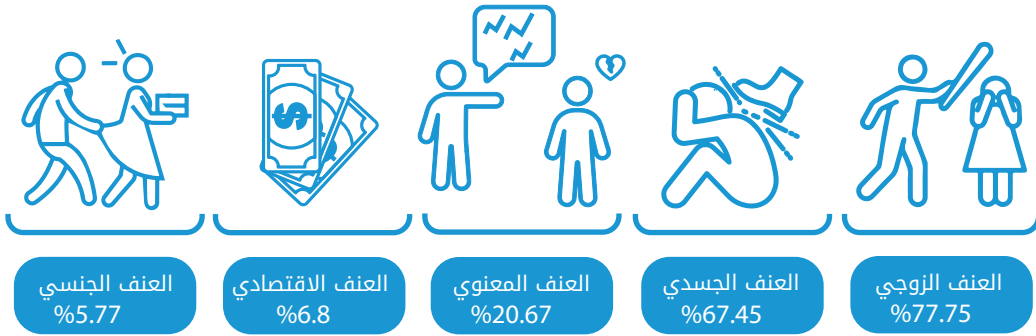 العنف الزوجي
%77.75
العنف الجسدي
%67.45
العنف المعنوي
%20.67
العنف الاقتصادي
%6.8
العنف الجنسي
%5.77